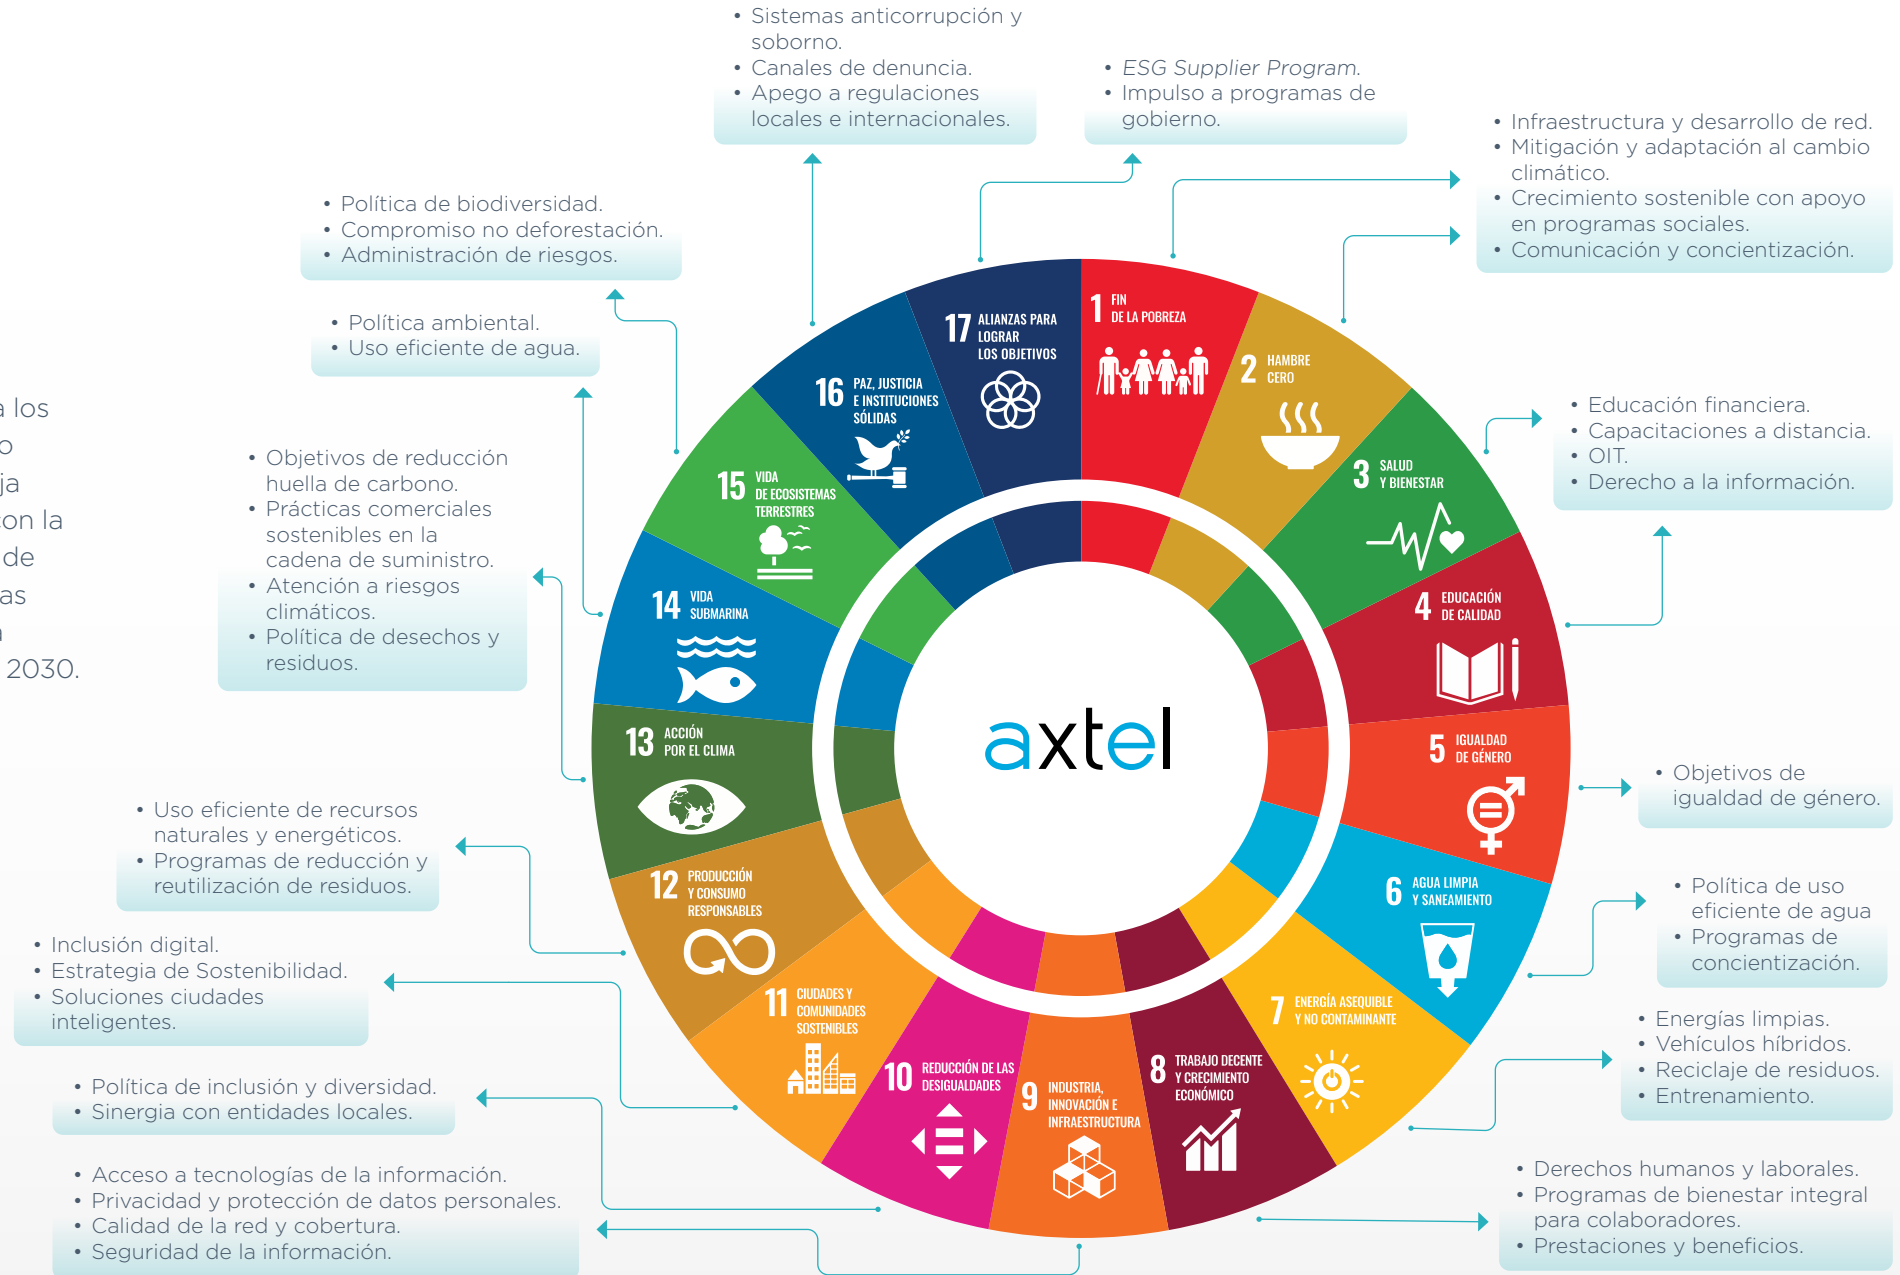 • Sistemas anticorrupción y
soborno.
• Canales de denuncia.
• Apego a regulaciones
locales e internacionales.
• ESG Supplier Program.
• Impulso a programas de
gobierno.
• Infraestructura y desarrollo de red.
• Mitigación y adaptación al cambio
climático.
• Crecimiento sostenible con apoyo
en programas sociales.
• Comunicación y concientización.
• Política de biodiversidad.
• Compromiso no deforestación.
• Administración de riesgos.
• Política ambiental.
• Uso eficiente de agua.
a los
o
ja
con la
de
as
a
2030.
• Objetivos de reducción
huella de carbono.
• Prácticas comerciales
sostenibles en la
cadena de suministro.
• Atención a riesgos
climáticos.
• Política de desechos y
residuos.
• Educación financiera.
• Capacitaciones a distancia.
• OIT.
• Derecho a la información.
• Objetivos de
igualdad de género.
• Política de uso
eficiente de agua
• Programas de
concientización.
• Energías limpias.
• Vehículos híbridos.
• Reciclaje de residuos.
• Entrenamiento.
• Derechos humanos y laborales.
• Programas de bienestar integral
para colaboradores.
• Prestaciones y beneficios.
• Uso eficiente de recursos
naturales y energéticos.
• Programas de reducción y
reutilización de residuos.
• Inclusión digital.
• Estrategia de Sostenibilidad.
• Soluciones ciudades
inteligentes.
• Política de inclusión y diversidad.
• Sinergia con entidades locales.
• Acceso a tecnologías de la información.
• Privacidad y protección de datos personales.
• Calidad de la red y cobertura.
• Seguridad de la información.
1 FIN
DE LA POBREZA
2 HAMBRE
CERO
3 SALUD
Y BIENESTAR
4 EDUCACIÓN
DE CALIDAD
5 IGUALDAD
DE GÉNERO
6 AGUA LIMPIA
Y SANEAMIENTO
7 ENERGÍA ASEQUIBLE
Y NO CONTAMINANTE
8 TRABAJO DECENTE
Y CRECIMIENTO
ECONÓMICO
9 INDUSTRIA,
INNOVACIÓN E
INFRAESTRUCTURA
10 REDUCCIÓN DE LAS
DESIGUALDADES
11 CIUDADES Y
COMUNIDADES
SOSTENIBLES
12 PRODUCCIÓN
Y CONSUMO
RESPONSABLES
13 ACCIÓN
POR EL CLIMA
14 VIDA
SUBMARINA
15 VIDA
DE ECOSISTEMAS
TERRESTRES
16 PAZ, JUSTICIA
E INSTITUCIONES
SÓLIDAS
17 ALIANZAS PARA
LOGRAR
LOS OBJETIVOS
axtel